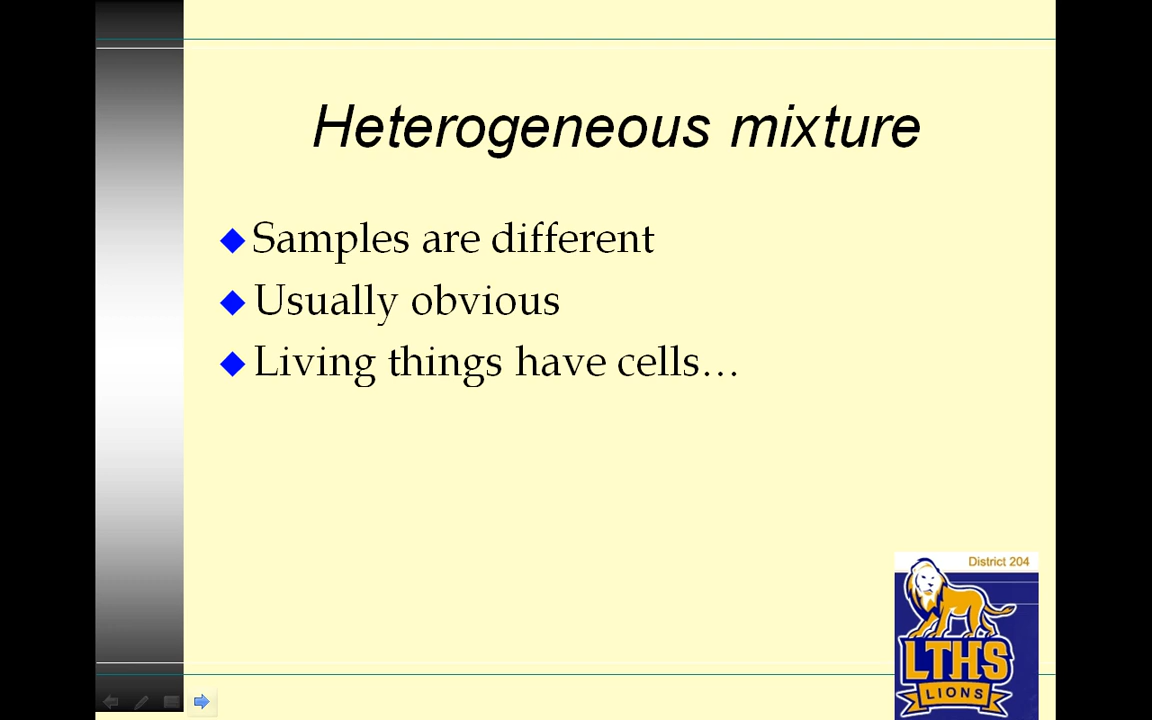 Heterogeneous mixture
Samples are different
Usually obvious
Living things have cells…
District 204
LTHS
LIONS